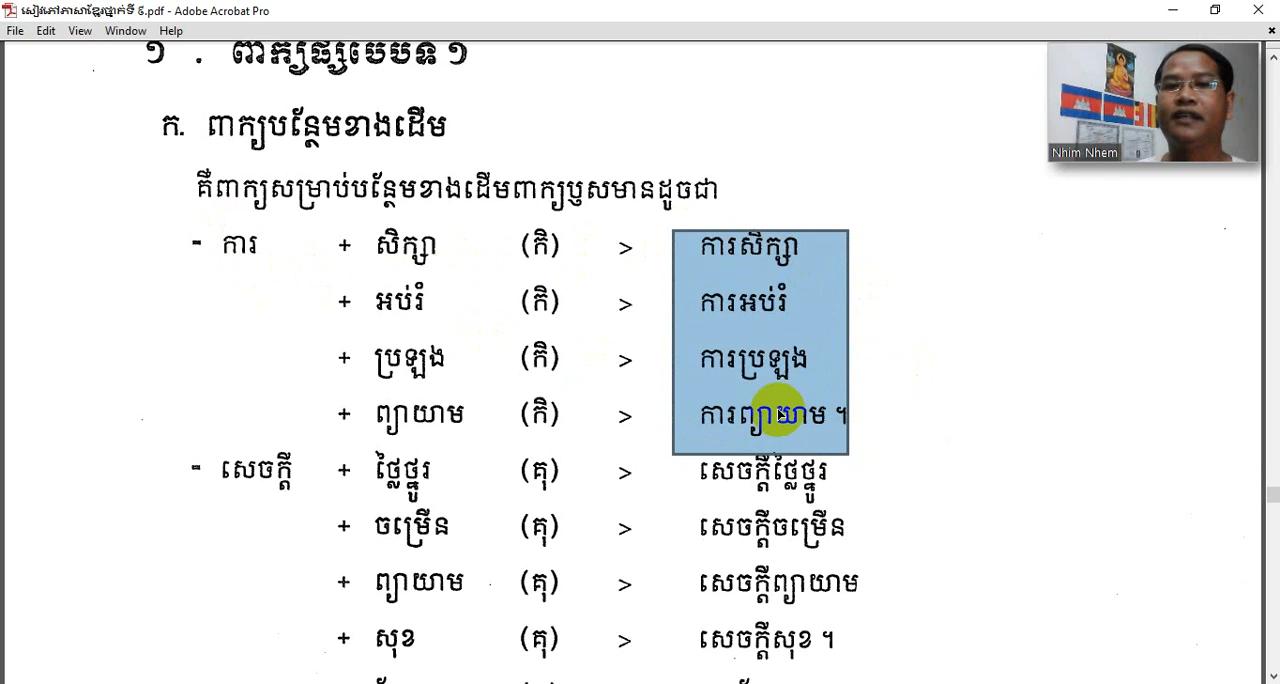 សៀវភៅភាសាខ្មែរថ្នាក់ទី ៩.pdf - Adobe Acrobat Pro
File Edit View Window Help
១ . ពាក្យផ្សំបែបទ ១
ក. ពាក្យបន្ថែមខាងដើម
គឺពាក្យសម្រាប់បន្ថែមខាងដើមពាក្យឫសមានដូចជា
- ការ + សិក្សា (កិ) > ការសិក្សា
+ អប់រំ (កិ) > ការអប់រំ
+ ប្រឡង (កិ) > ការប្រឡង
+ ព្យាយាម (កិ) > ការព្យាយាម ។
- សេចក្តី + ថ្លៃថ្នូរ (គុ) > សេចក្តីថ្លៃថ្នូរ
+ ចម្រើន (គុ) > សេចក្តីចម្រើន
+ ព្យាយាម (គុ) > សេចក្តីព្យាយាម
+ សុខ (គុ) > សេចក្តីសុខ ។
Nhim Nhem